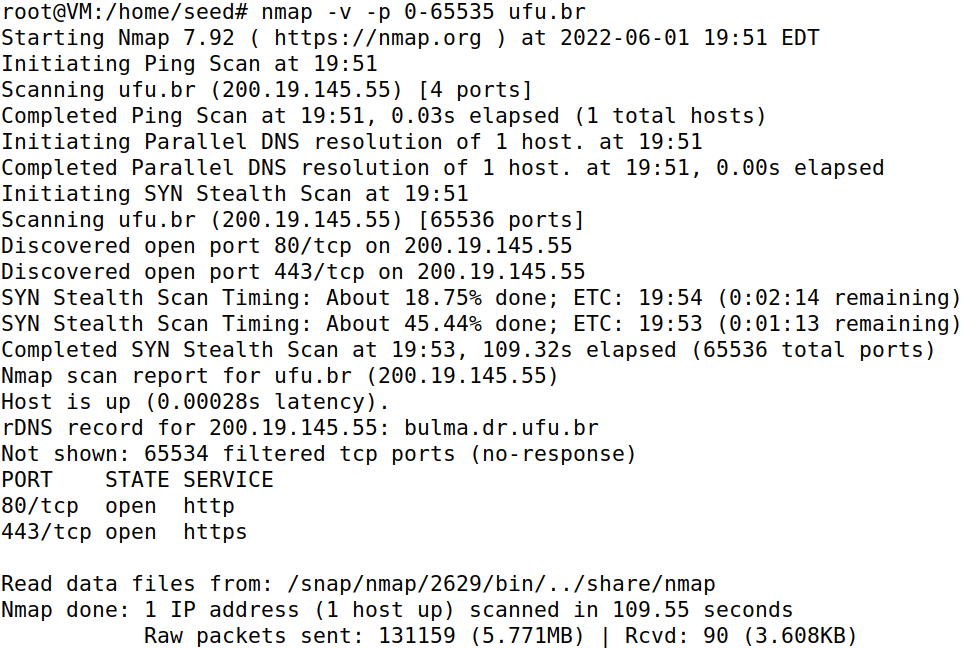 root@VM:/home/seed# nmap -v -p 0-65535 ufu.br
Starting Nmap 7.92 ( https://nmap.org ) at 2022-06-01 19:51 EDT
Initiating Ping Scan at 19:51
Scanning ufu.br (200.19.145.55) [4 ports]
Completed Ping Scan at 19:51, 0.03s elapsed (1 total hosts)
Initiating Parallel DNS resolution of 1 host. at 19:51
Completed Parallel DNS resolution of 1 host. at 19:51, 0.00s elapsed
Initiating SYN Stealth Scan at 19:51
Scanning ufu.br (200.19.145.55) [65536 ports]
Discovered open port 80/tcp on 200.19.145.55
Discovered open port 443/tcp on 200.19.145.55
SYN Stealth Scan Timing: About 18.75% done; ETC: 19:54 (0:02:14 remaining)
SYN Stealth Scan Timing: About 45.44% done; ETC: 19:53 (0:01:13 remaining)
Completed SYN Stealth Scan at 19:53, 109.32s elapsed (65536 total ports)
Nmap scan report for ufu.br (200.19.145.55)
Host is up (0.00028s latency).
rDNS record for 200.19.145.55: bulma.dr.ufu.br
Not shown: 65534 filtered tcp ports (no-response)
PORT    STATE SERVICE
80/tcp  open  http
443/tcp open  https

Read data files from: /snap/nmap/2629/bin/../share/nmap
Nmap done: 1 IP address (1 host up) scanned in 109.55 seconds
           Raw packets sent: 131159 (5.771MB) | Rcvd: 90 (3.608KB)